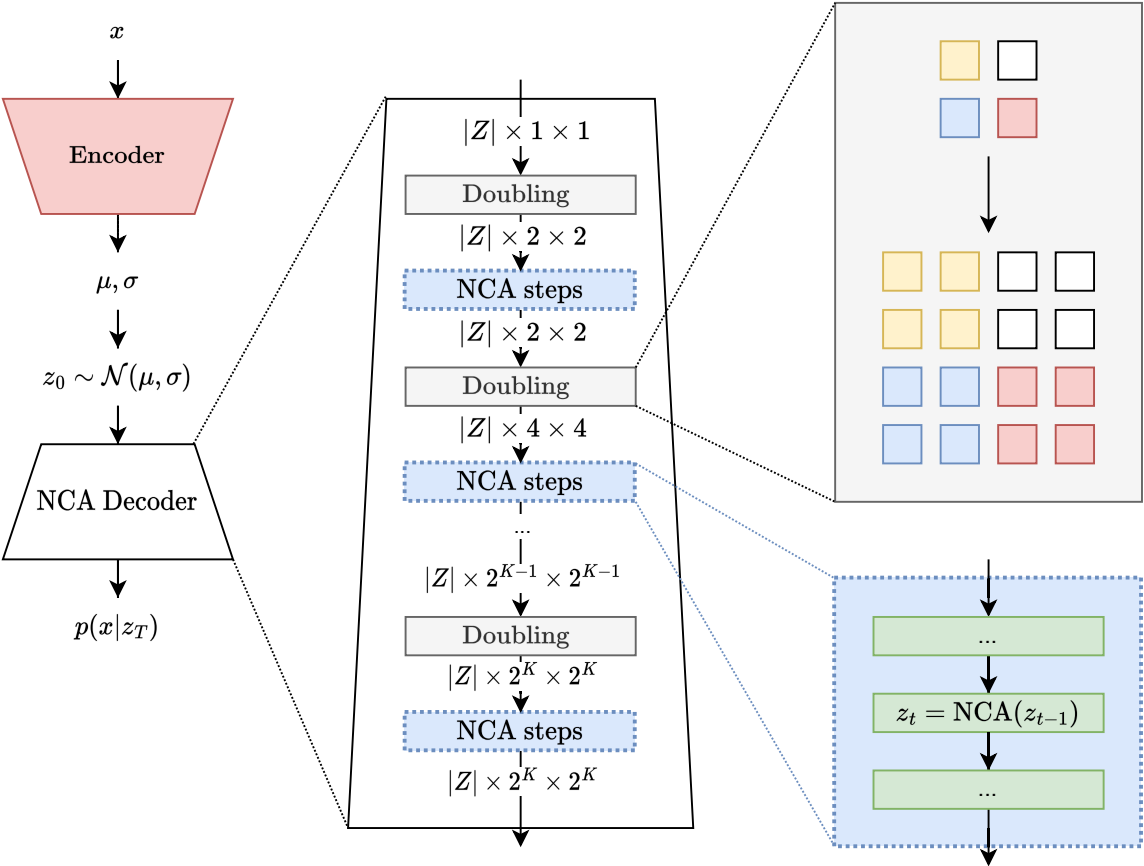 x
Encoder
μ, σ
z₀ ∼ 𝒩(μ, σ)
NCA Decoder
p(x|z_T)
|Z| × 1 × 1
Doubling
|Z| × 2 × 2
NCA steps
|Z| × 2 × 2
Doubling
|Z| × 4 × 4
NCA steps
...
|Z| × 2^{K−1} × 2^{K−1}
Doubling
|Z| × 2^K × 2^K
NCA steps
|Z| × 2^K × 2^K
...
z_t = NCA(z_{t−1})
...